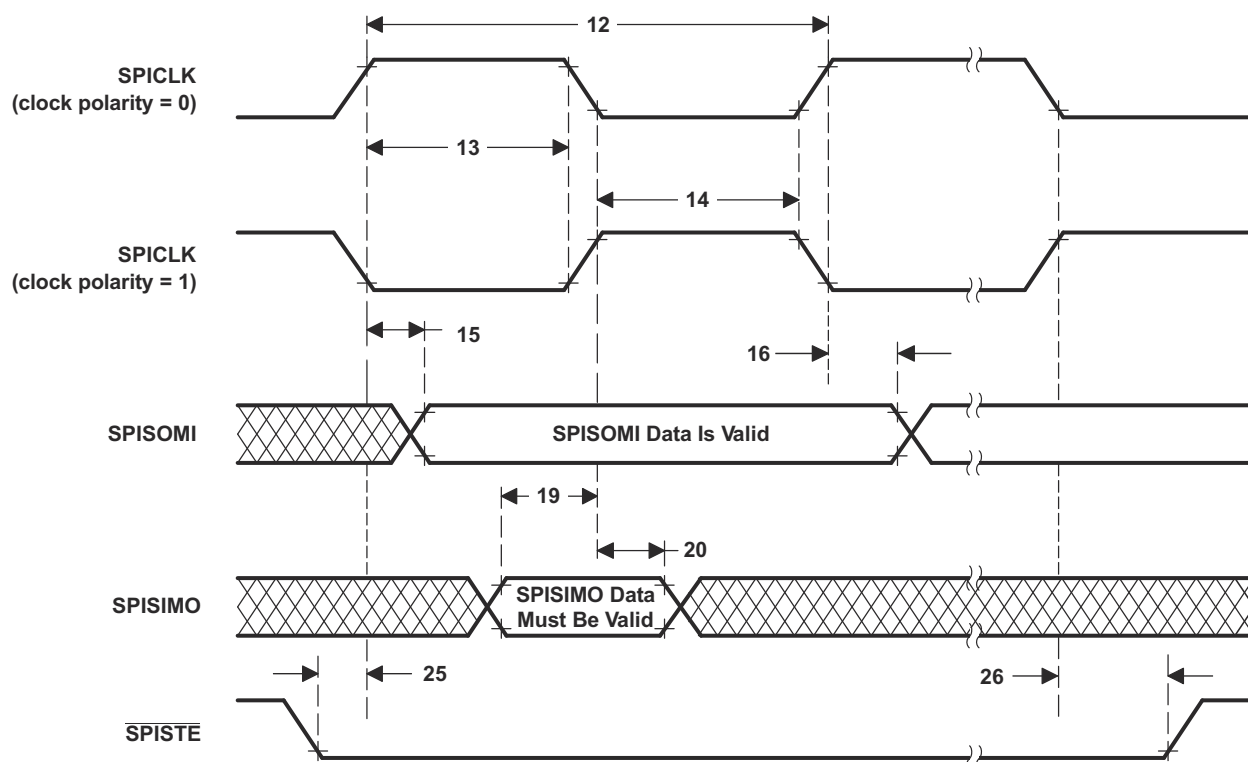 12
SPICLK
(clock polarity = 0)
13
14
SPICLK
(clock polarity = 1)
15
16
SPISOMI
SPISOMI Data Is Valid
19
20
SPISIMO
SPISIMO Data
Must Be Valid
25
26
SPISTE